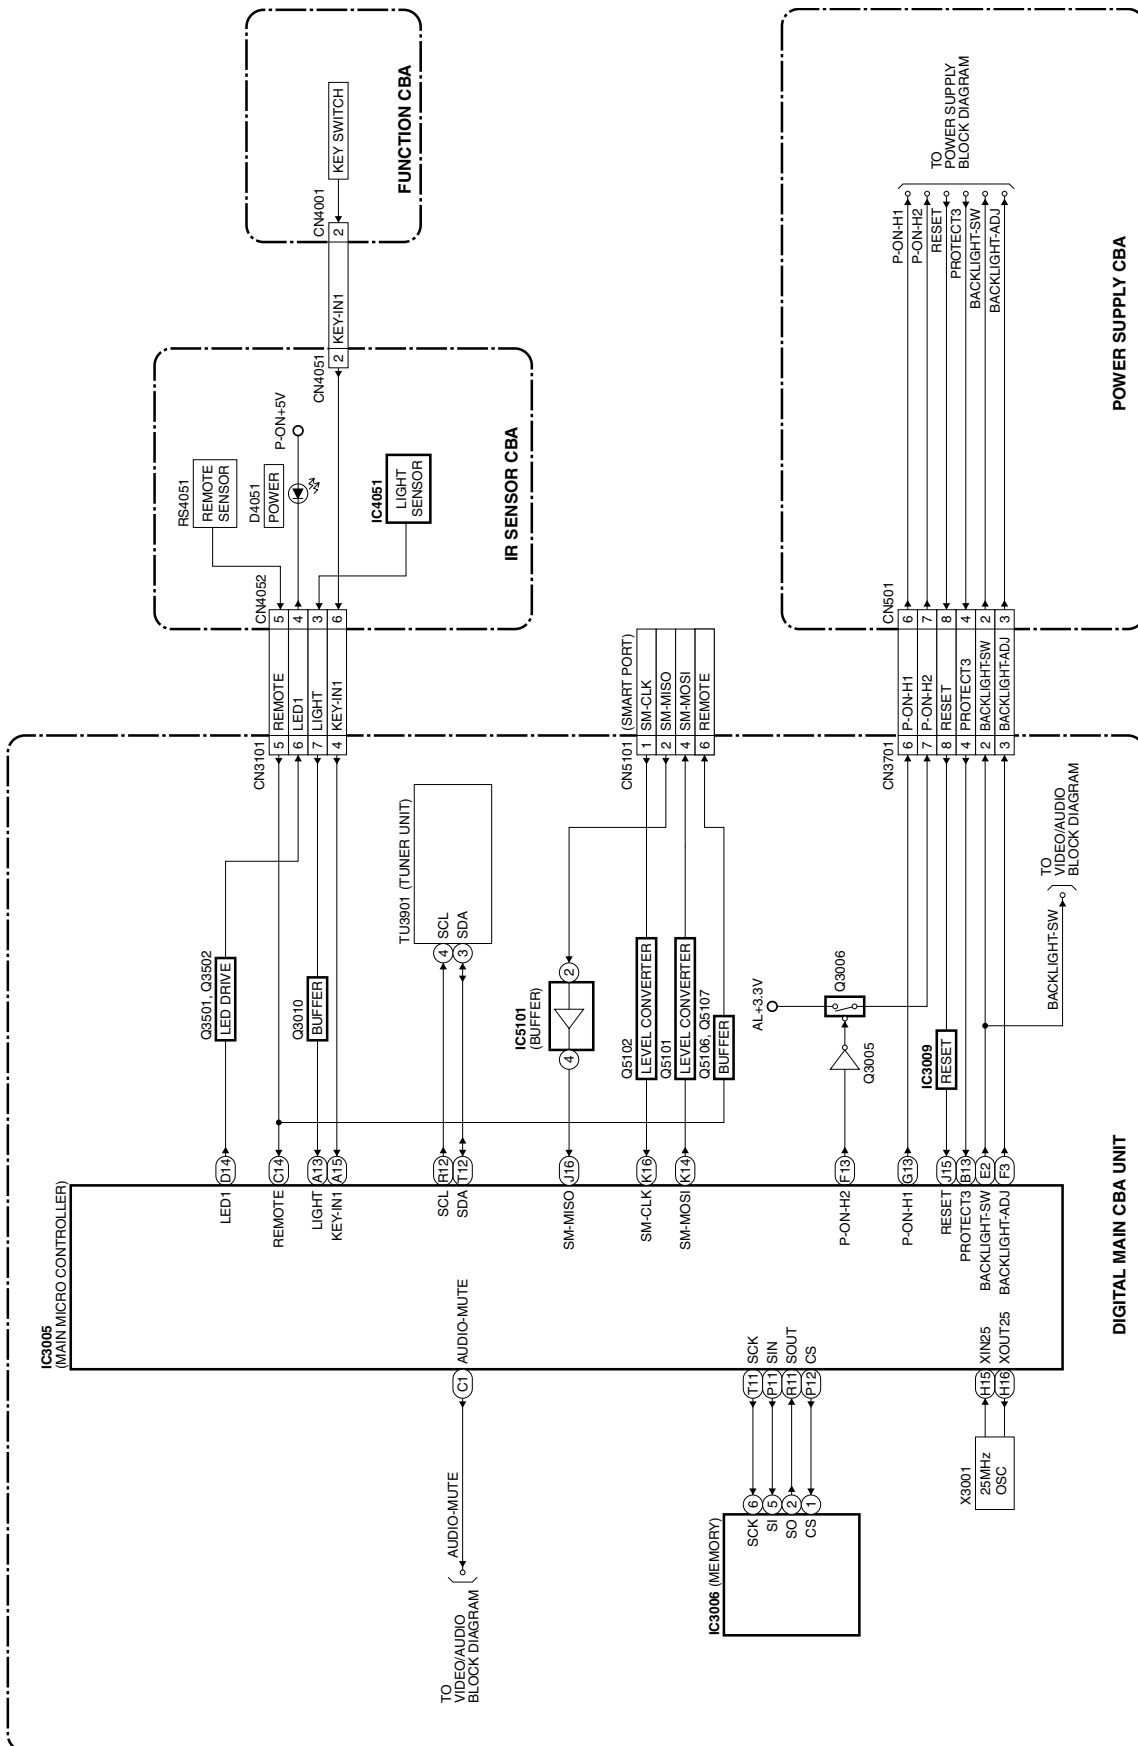 IC3005
(MAIN MICRO CONTROLLER)
LED1
D14
Q3501, Q3502
LED DRIVE
REMOTE
C14
LIGHT
A13
Q3010
BUFFER
KEY-IN1
A15
CN3101
5
REMOTE
5
6
LED1
4
7
LIGHT
3
4
KEY-IN1
6
CN4052
RS4051
REMOTE
SENSOR
D4051
POWER
P-ON+5V
IC4051
LIGHT
SENSOR
IR SENSOR CBA
CN4051
2
KEY-IN1
2
CN4001
KEY SWITCH
FUNCTION CBA
AUDIO-MUTE
C1
AUDIO-MUTE
TO
VIDEO/AUDIO
BLOCK DIAGRAM
SCL
R12
SDA
T12
TU3901 (TUNER UNIT)
4
SCL
3
SDA
SM-MISO
J16
IC5101
(BUFFER)
4
2
SM-CLK
K16
Q5102
LEVEL CONVERTER
SM-MOSI
K14
Q5101
LEVEL CONVERTER
Q5106, Q5107
BUFFER
CN5101 (SMART PORT)
1
SM-CLK
2
SM-MISO
4
SM-MOSI
6
REMOTE
IC3006 (MEMORY)
SCK
6
T11
SCK
SI
5
P11
SIN
SO
2
R11
SOUT
CS
1
P12
CS
P-ON-H2
F13
Q3005
AL+3.3V
Q3006
P-ON-H1
G13
RESET
J15
IC3009
RESET
PROTECT3
B13
BACKLIGHT-SW
E2
BACKLIGHT-ADJ
F3
X3001
25MHz
OSC
H15
XIN25
H16
XOUT25
BACKLIGHT-SW
TO
VIDEO/AUDIO
BLOCK DIAGRAM
CN3701
6
P-ON-H1
6
7
P-ON-H2
7
8
RESET
8
4
PROTECT3
4
2
BACKLIGHT-SW
2
3
BACKLIGHT-ADJ
3
CN501
P-ON-H1
P-ON-H2
RESET
PROTECT3
BACKLIGHT-SW
BACKLIGHT-ADJ
TO
POWER SUPPLY
BLOCK DIAGRAM
DIGITAL MAIN CBA UNIT
POWER SUPPLY CBA